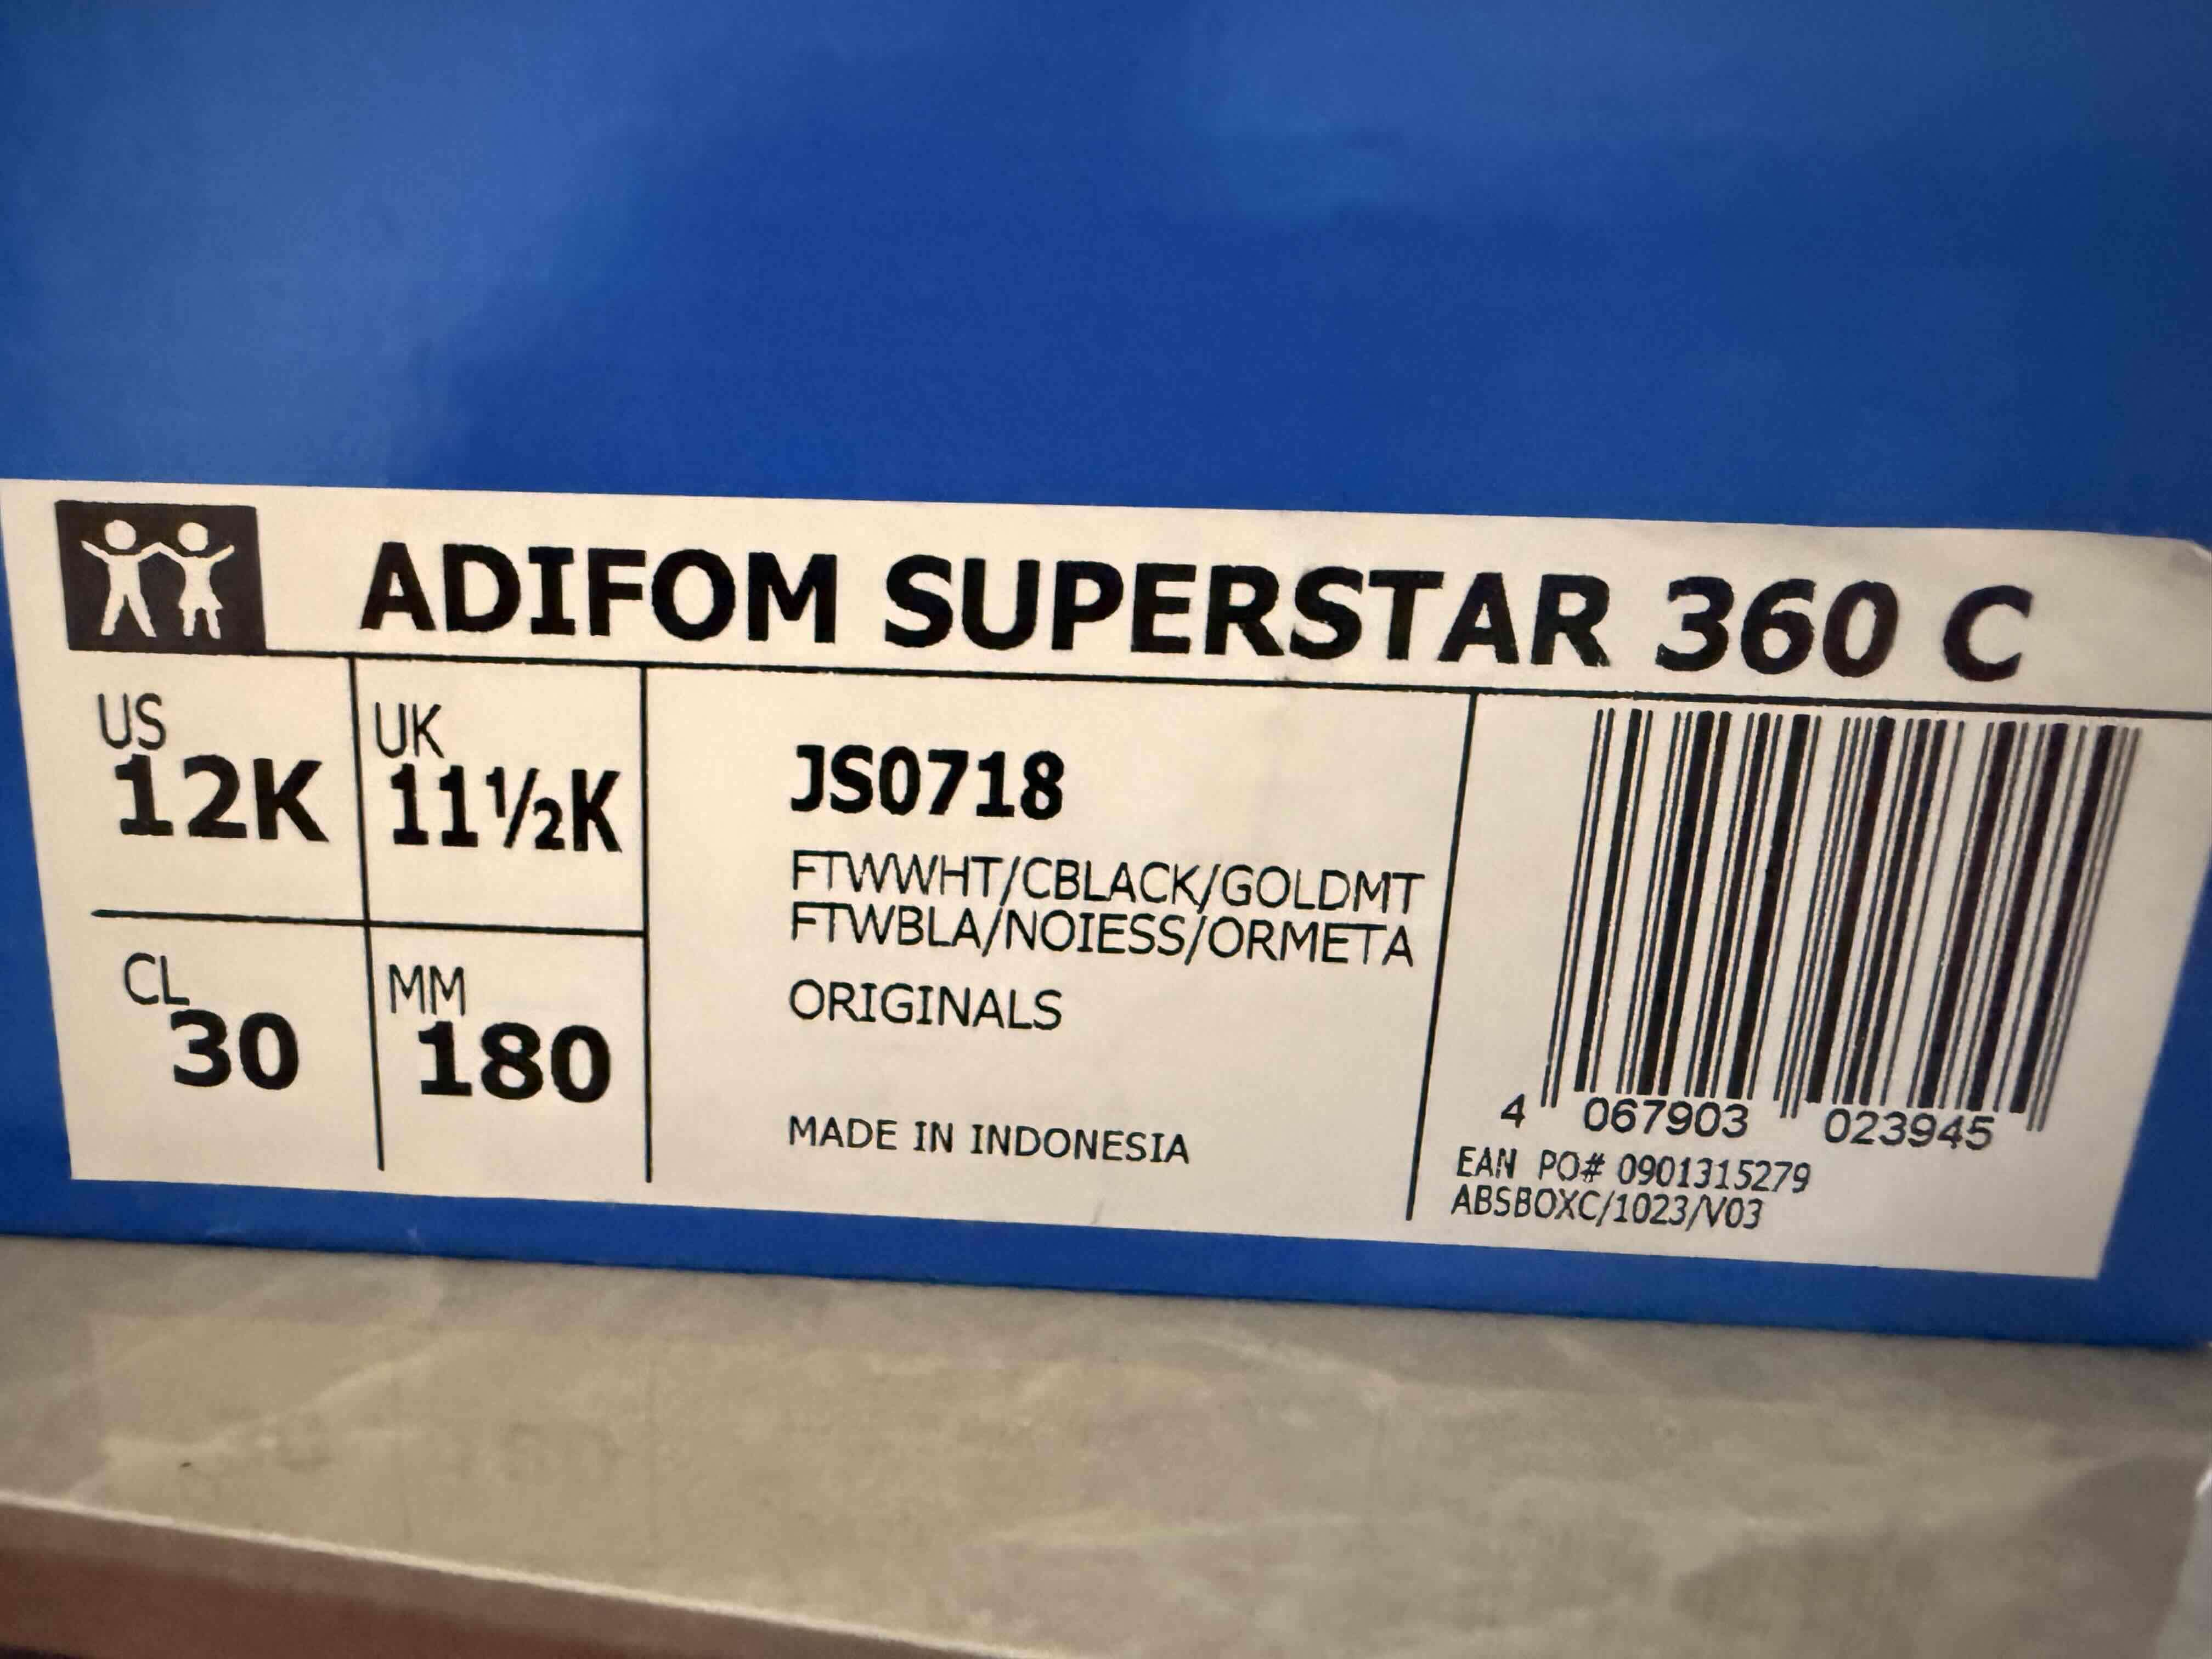 ADIFOM SUPERSTAR 360 C
US
12K
UK
11½K
CL
30
MM
180
JS0718
FTWWHT/CBLACK/GOLDMT
FTWBLA/NOIESS/ORMETA
ORIGINALS
MADE IN INDONESIA
4 067903 023945
EAN PO# 0901315279
ABSBOXC/1023/V03